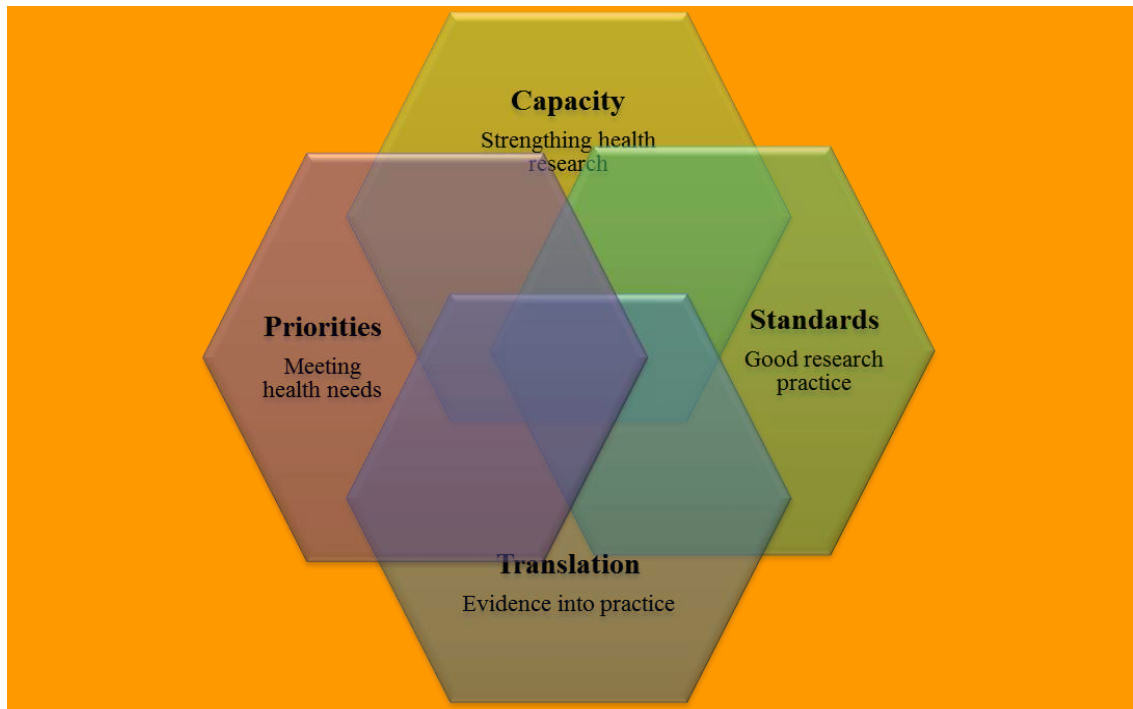 Capacity
Strengthing health
research
Priorities
Meeting
health needs
Standards
Good research
practice
Translation
Evidence into practice